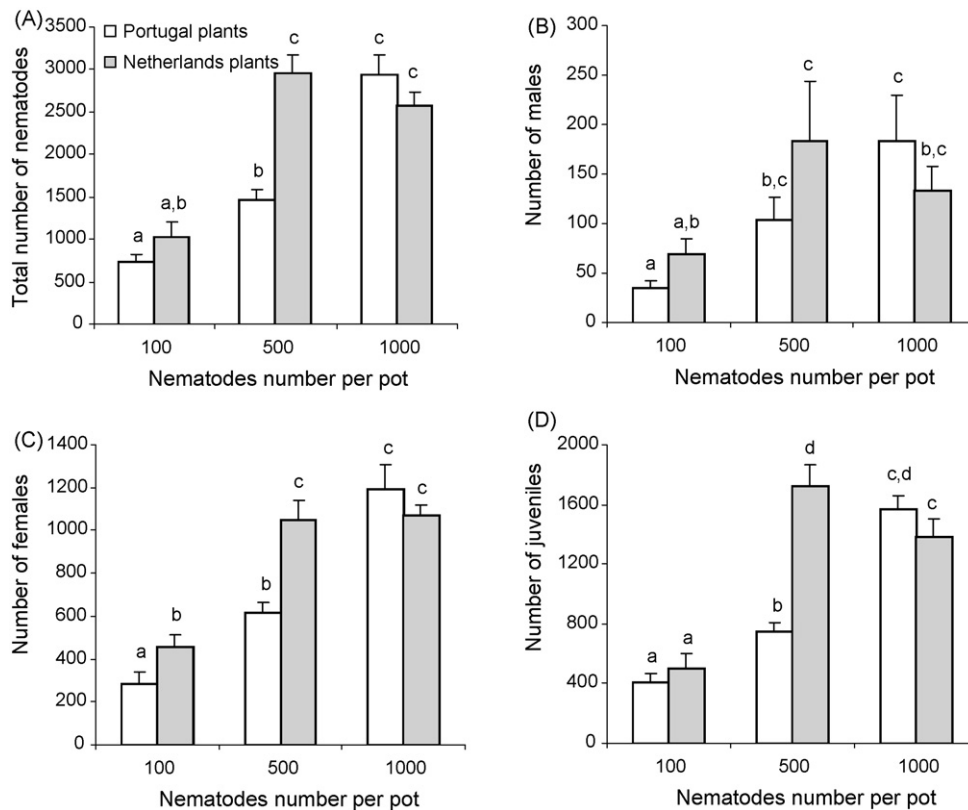 (A)
3500
3000
2500
2000
1500
1000
500
0
Total number of nematodes
Portugal plants
Netherlands plants
a
a,b
b
c
c
c
100 500 1000
Nematodes number per pot
(B)
300
250
200
150
100
50
0
Number of males
a
a,b
b,c
c
c
b,c
100 500 1000
Nematodes number per pot
(C)
1400
1200
1000
800
600
400
200
0
Number of females
a
b
b
c
c
c
100 500 1000
Nematodes number per pot
(D)
2000
1600
1200
800
400
0
Number of juveniles
a
a
b
d
c,d
c
100 500 1000
Nematodes number per pot